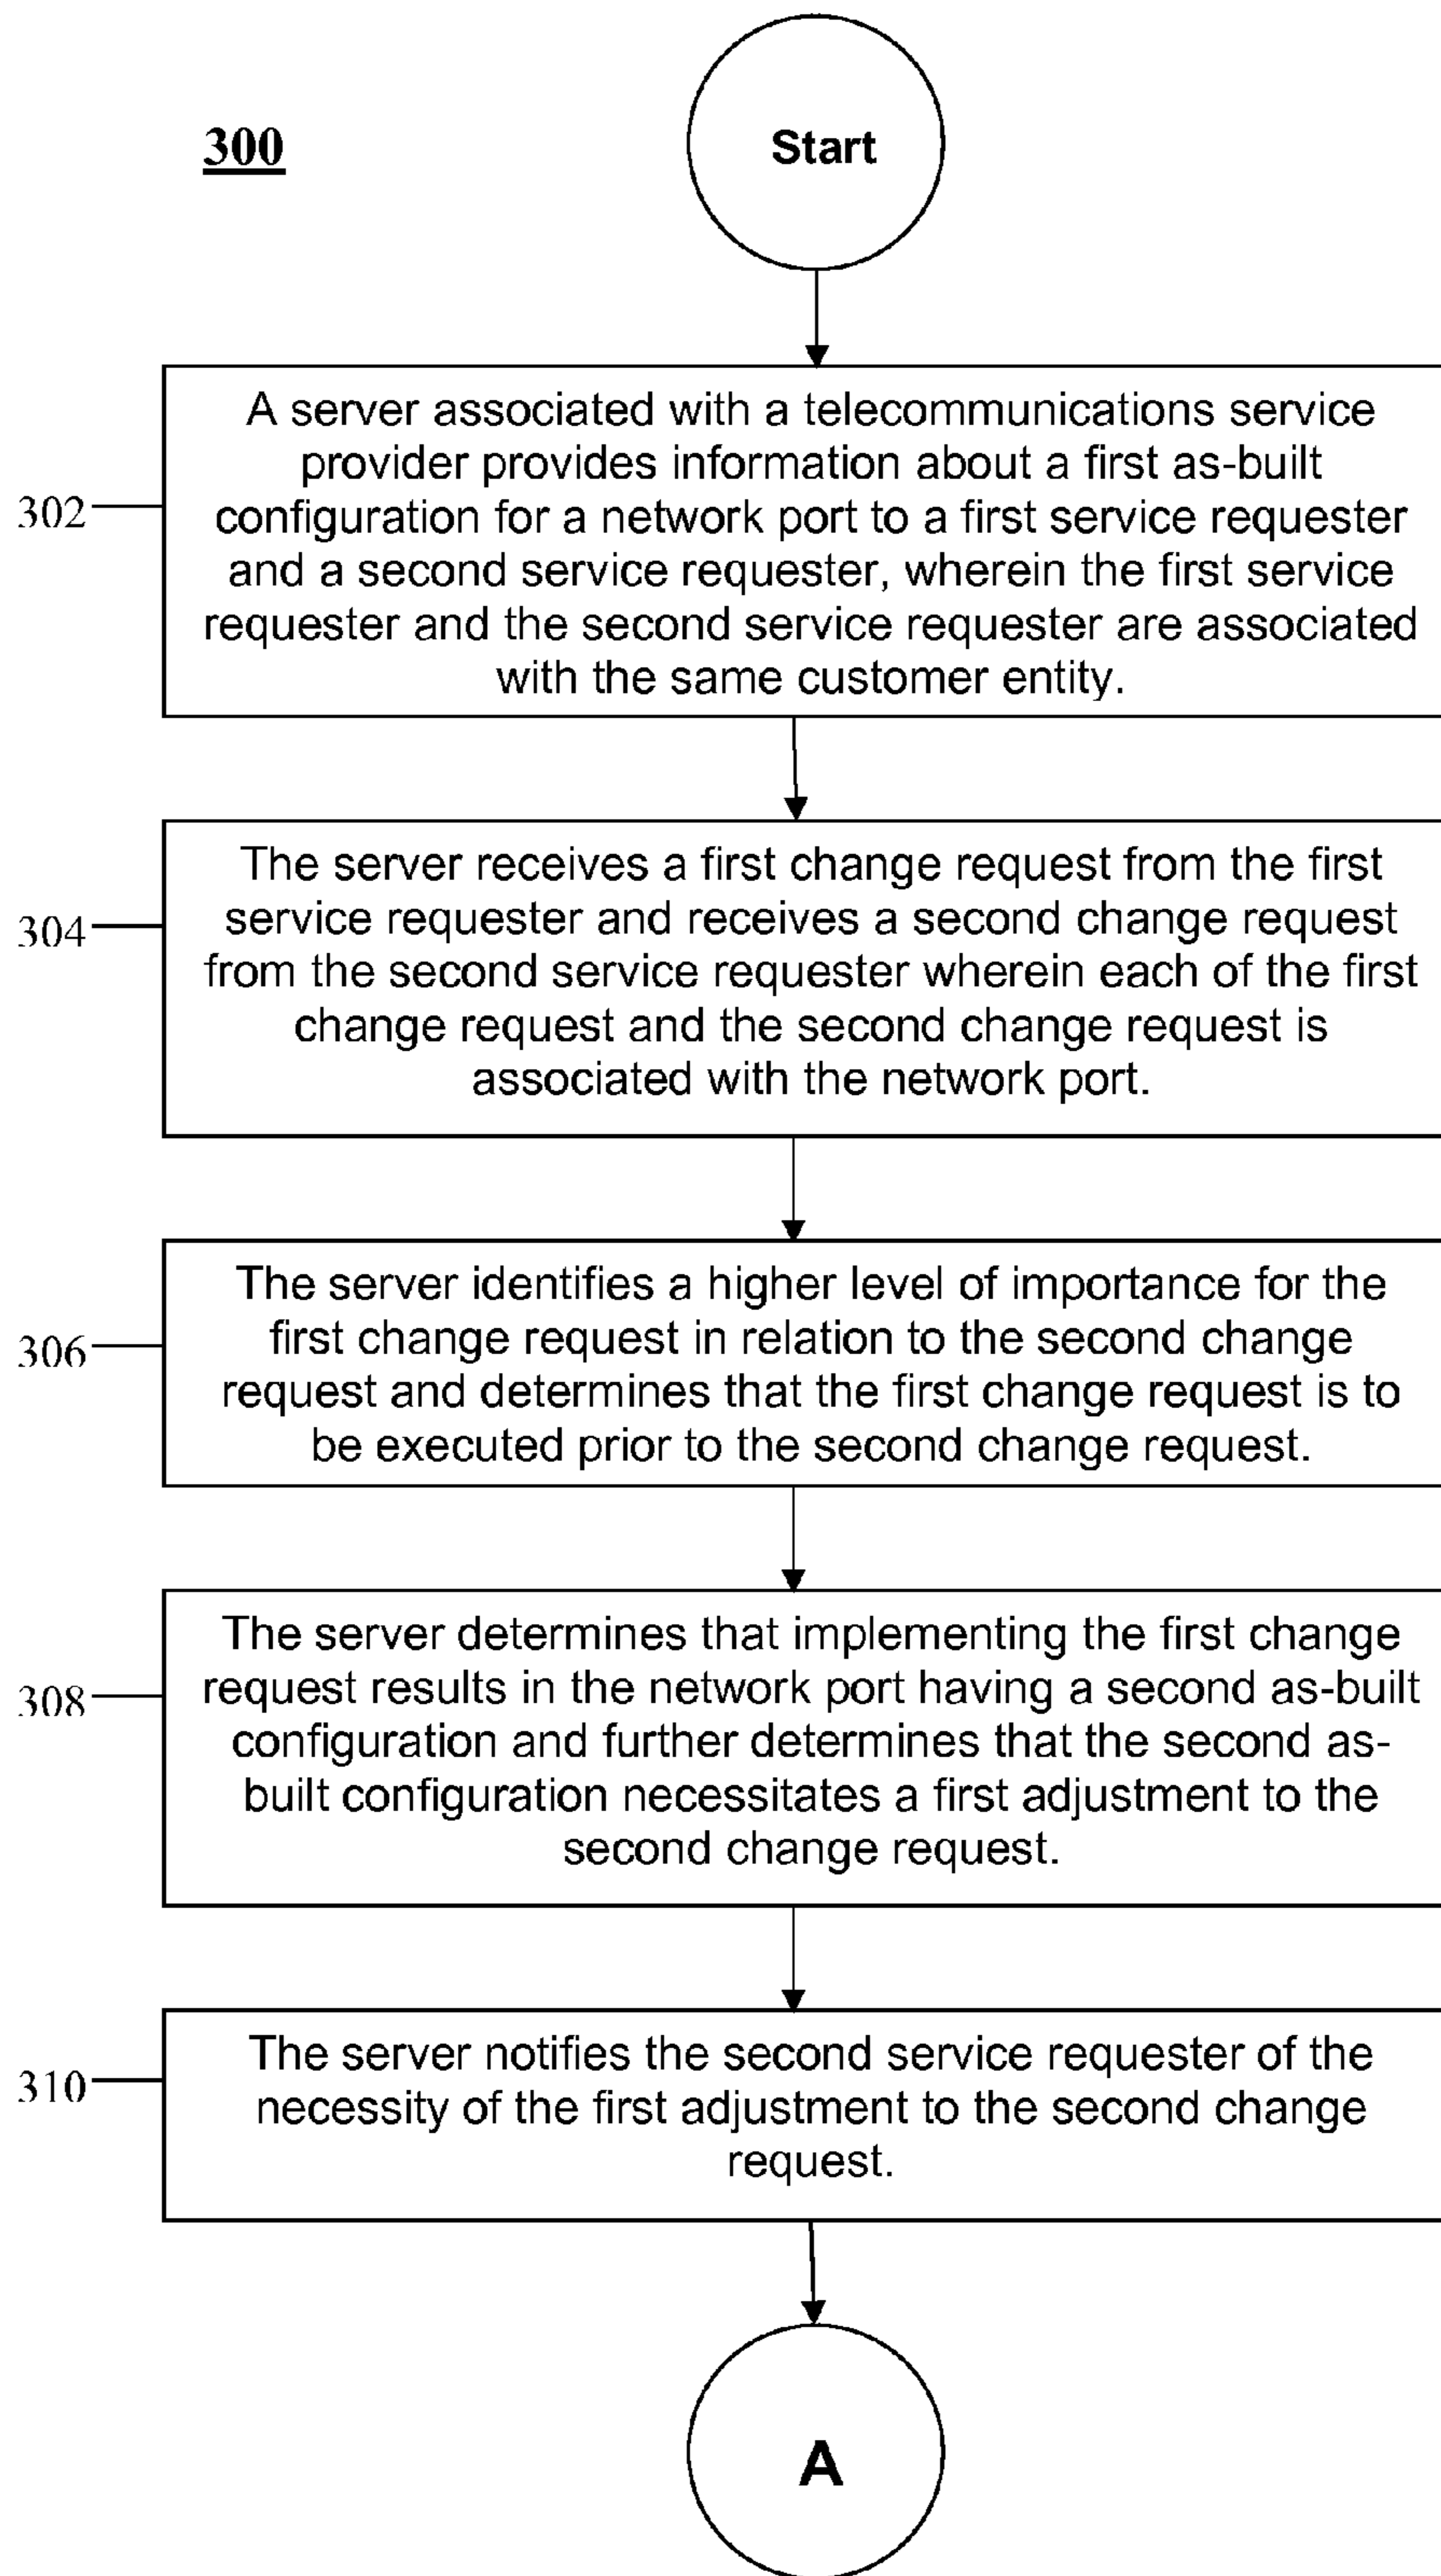 300
Start
302
A server associated with a telecommunications service
provider provides information about a first as-built
configuration for a network port to a first service requester
and a second service requester, wherein the first service
requester and the second service requester are associated
with the same customer entity.
304
The server receives a first change request from the first
service requester and receives a second change request
from the second service requester wherein each of the first
change request and the second change request is
associated with the network port.
306
The server identifies a higher level of importance for the
first change request in relation to the second change
request and determines that the first change request is to
be executed prior to the second change request.
308
The server determines that implementing the first change
request results in the network port having a second as-built
configuration and further determines that the second as-
built configuration necessitates a first adjustment to the
second change request.
310
The server notifies the second service requester of the
necessity of the first adjustment to the second change
request.
A